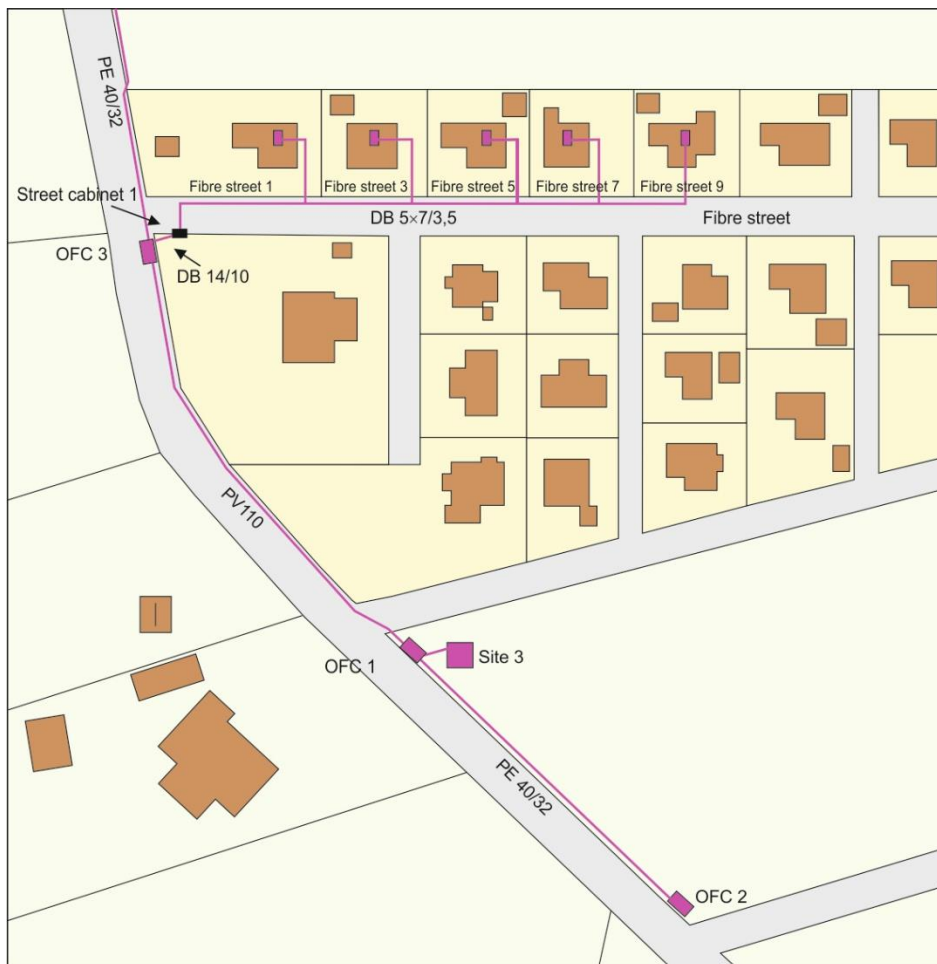 PE 40/32
Street cabinet 1
Fibre street 1
Fibre street 3
Fibre street 5
Fibre street 7
Fibre street 9
DB 5×7/3,5
Fibre street
OFC 3
DB 14/10
PV110
OFC 1
Site 3
PE 40/32
OFC 2